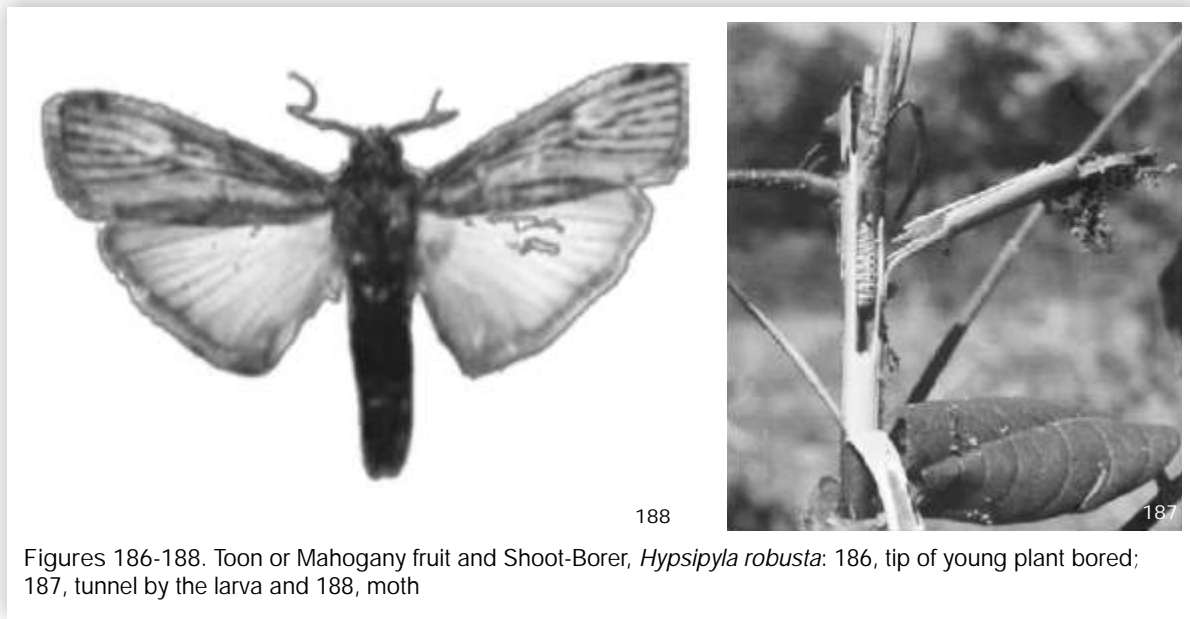 188
187
Figures 186-188. Toon or Mahogany fruit and Shoot-Borer, Hypsipyla robusta: 186, tip of young plant bored;
187, tunnel by the larva and 188, moth